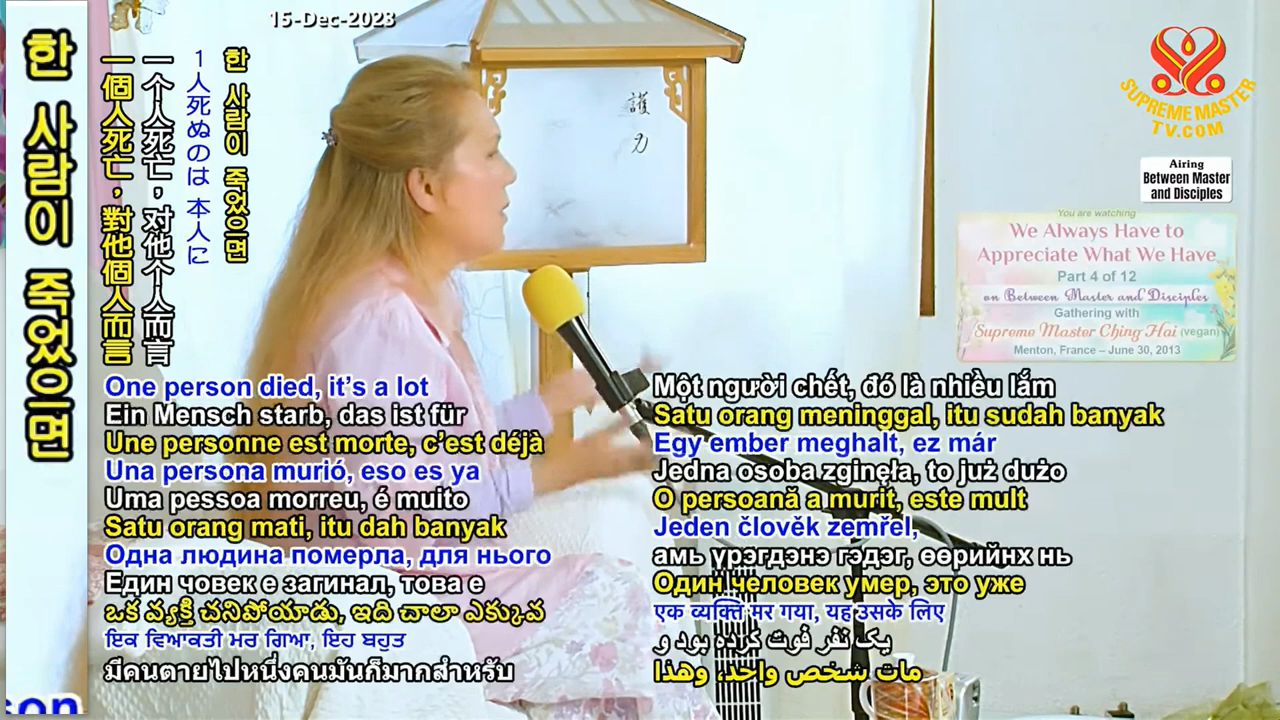 15-Dec-2023
한 사람이 죽었으면
한 사람이 죽었으면
1人死ぬのは 本人に
一个人死亡，对他个人而言
一個人死亡，對他個人而言
護力
SUPREME MASTER
TV.COM
Airing
Between Master
and Disciples
You are watching
We Always Have to
Appreciate What We Have
Part 4 of 12
on Between Master and Disciples
Gathering with
Supreme Master Ching Hai (vegan)
Menton, France – June 30, 2013
One person died, it's a lot
Ein Mensch starb, das ist für
Une personne est morte, c'est déjà
Una persona murió, eso es ya
Uma pessoa morreu, é muito
Satu orang mati, itu dah banyak
Одна людина померла, для нього
Един човек е загинал, това е
ఒక వ్యక్తి చనిపోయాడు, ఇది చాలా ఎక్కువ
ਇਕ ਵਿਆਕਤੀ ਮਰ ਗਿਆ, ਇਹ ਬਹੁਤ
มีคนตายไปหนึ่งคนมันก็มากสำหรับ
Một người chết, đó là nhiều lắm
Satu orang meninggal, itu sudah banyak
Egy ember meghalt, ez már
Jedna osoba zginęła, to już dużo
O persoană a murit, este mult
Jeden člověk zemřel,
амь үрэгдэнэ гэдэг, өөрийнх нь
Один человек умер, это уже
एक व्यक्ति मर गया, यह उसके लिए
یک نفر فوت کرده بود و
مات شخص واحد، وهذا
son